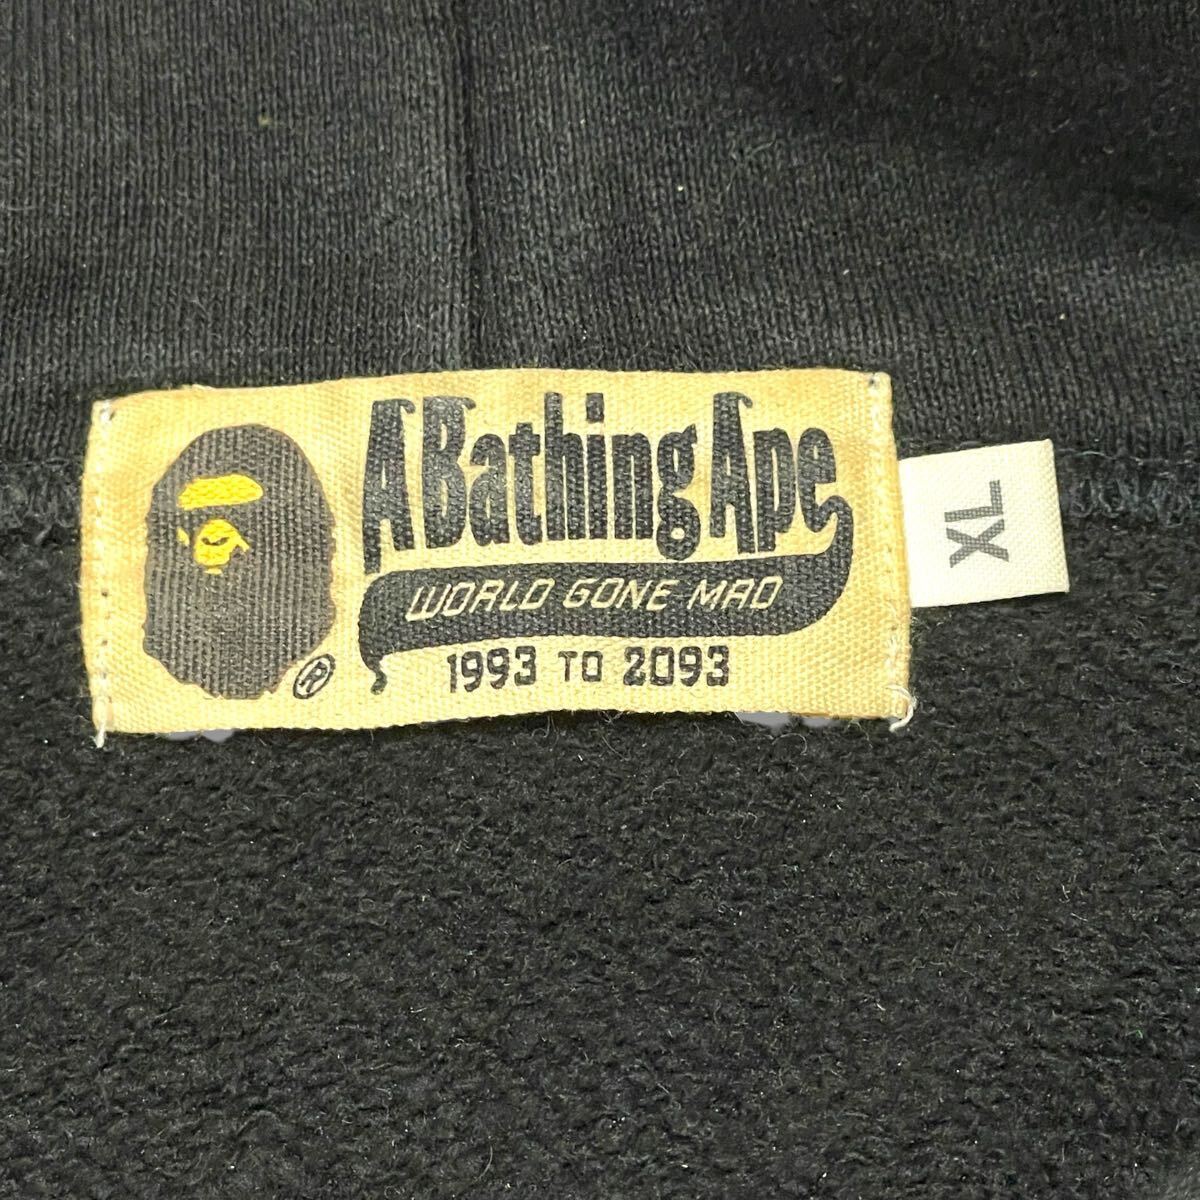 A Bathing Ape
WORLD GONE MAD
1993 TO 2093
®
XL